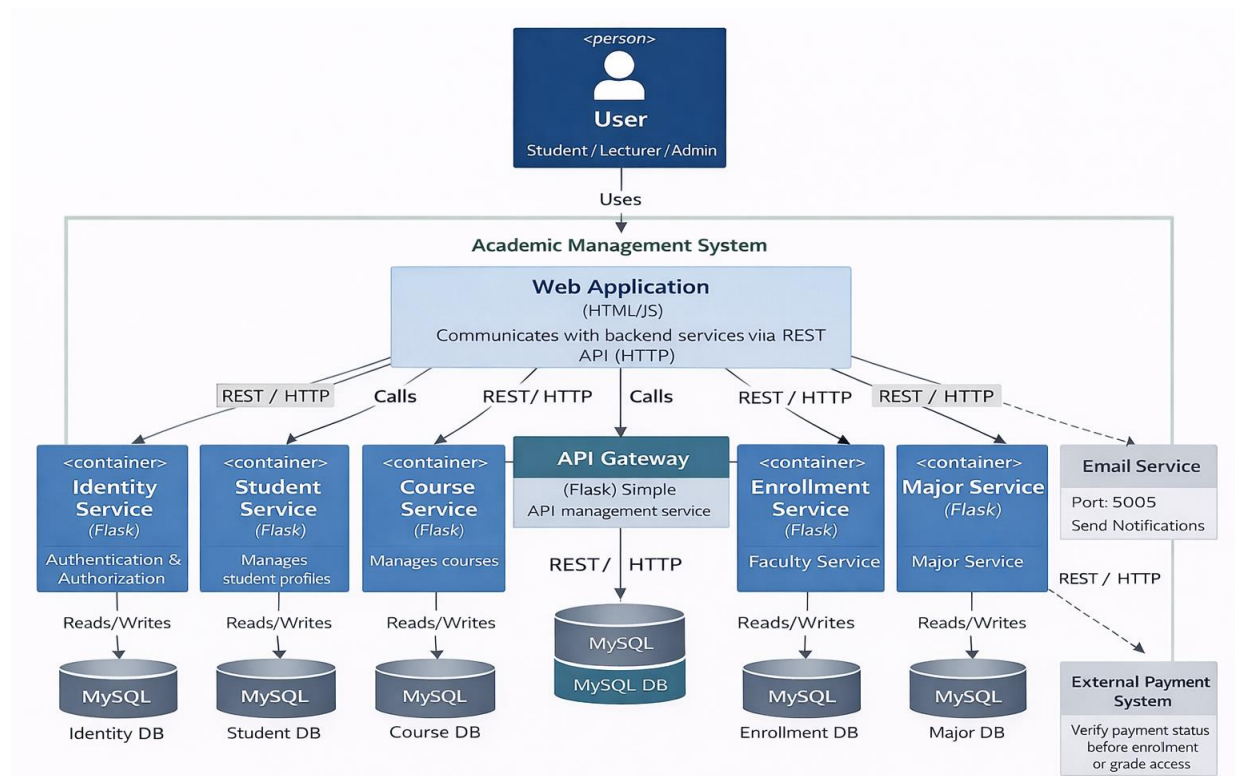 <person>
User
Student / Lecturer / Admin
Uses
Academic Management System
Web Application
(HTML/JS)
Communicates with backend services viia REST
API (HTTP)
REST / HTTP
Calls
REST/ HTTP
Calls
REST / HTTP
REST / HTTP
<container>
Identity
Service
(Flask)
Authentication &
Authorization
<container>
Student
Service
(Flask)
Manages
student profiles
<container>
Course
Service
(Flask)
Manages courses
API Gateway
(Flask) Simple
API management service
<container>
Enrollment
Service
(Flask)
Faculty Service
<container>
Major Service
(Flask)
Major Service
Email Service
Port: 5005
Send Notifications
REST / HTTP
REST / HTTP
Reads/Writes
Reads/Writes
Reads/Writes
Reads/Writes
Reads/Writes
MySQL
Identity DB
MySQL
Student DB
MySQL
Course DB
MySQL
MySQL DB
MySQL
Enrollment DB
MySQL
Major DB
External Payment
System
Verify payment status
before enrollment
or grade access